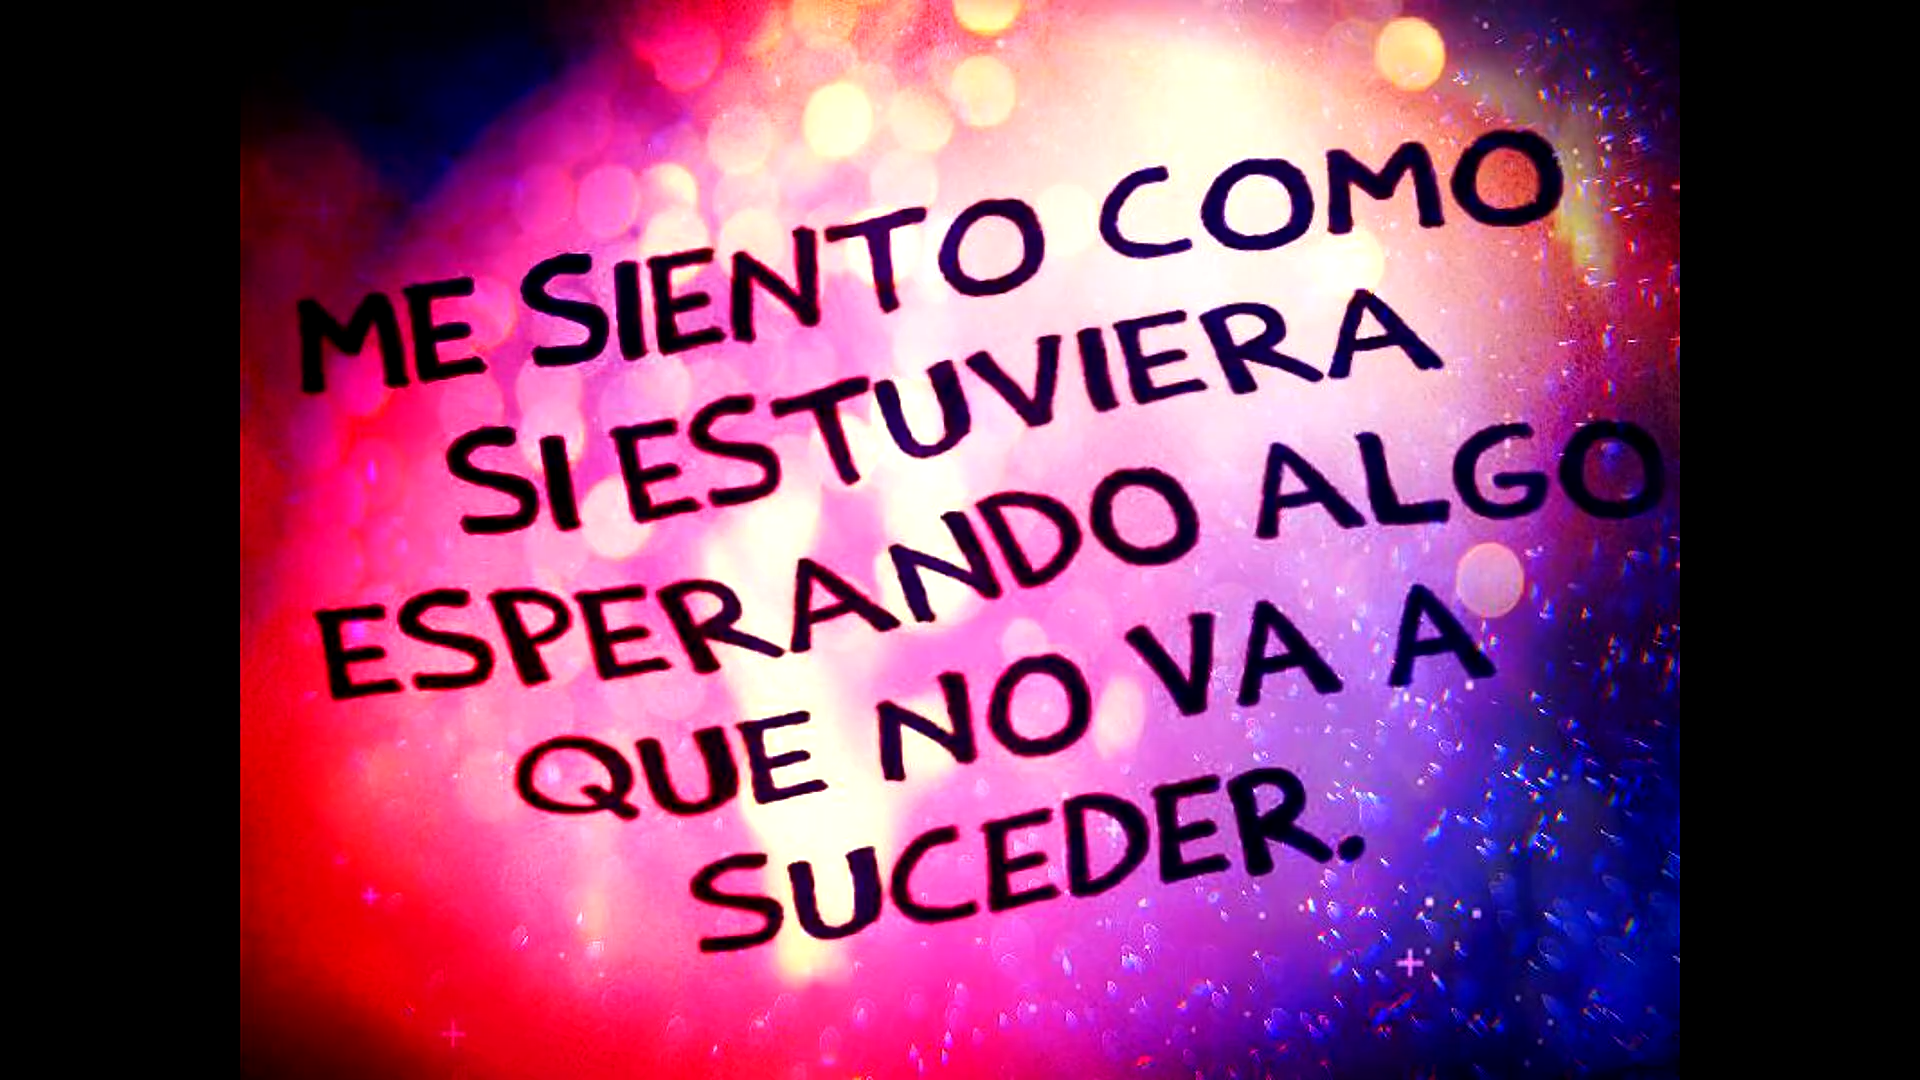 ME SIENTO COMO
SI ESTUVIERA
ESPERANDO ALGO
QUE NO VA A
SUCEDER.